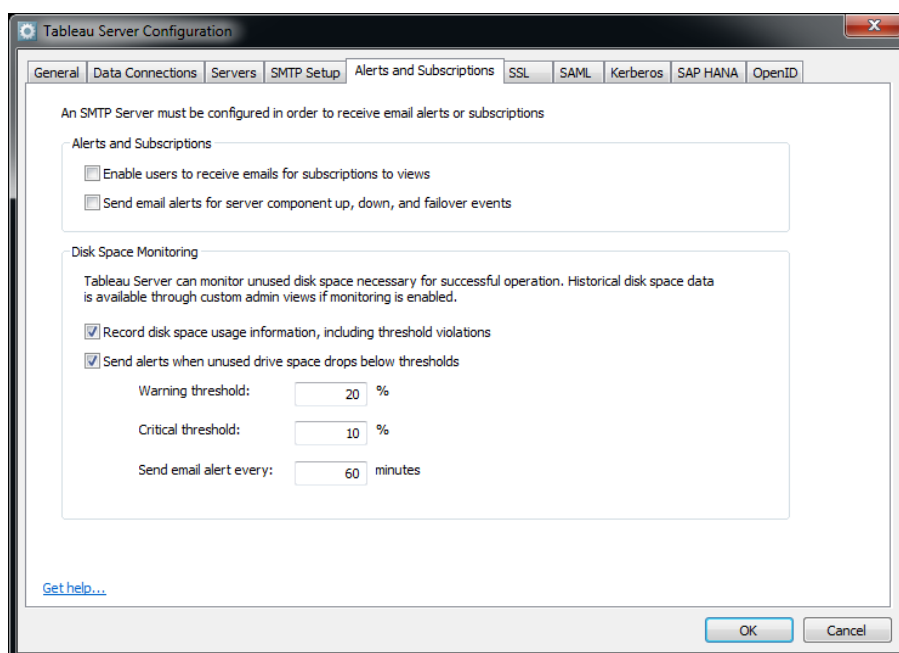 Tableau Server Configuration
General Data Connections Servers SMTP Setup Alerts and Subscriptions SSL SAML Kerberos SAP HANA OpenID
An SMTP Server must be configured in order to receive email alerts or subscriptions
Alerts and Subscriptions
Enable users to receive emails for subscriptions to views
Send email alerts for server component up, down, and failover events
Disk Space Monitoring
Tableau Server can monitor unused disk space necessary for successful operation. Historical disk space data
is available through custom admin views if monitoring is enabled.
Record disk space usage information, including threshold violations
Send alerts when unused drive space drops below thresholds
Warning threshold: 20 %
Critical threshold: 10 %
Send email alert every: 60 minutes
Get help...
OK Cancel